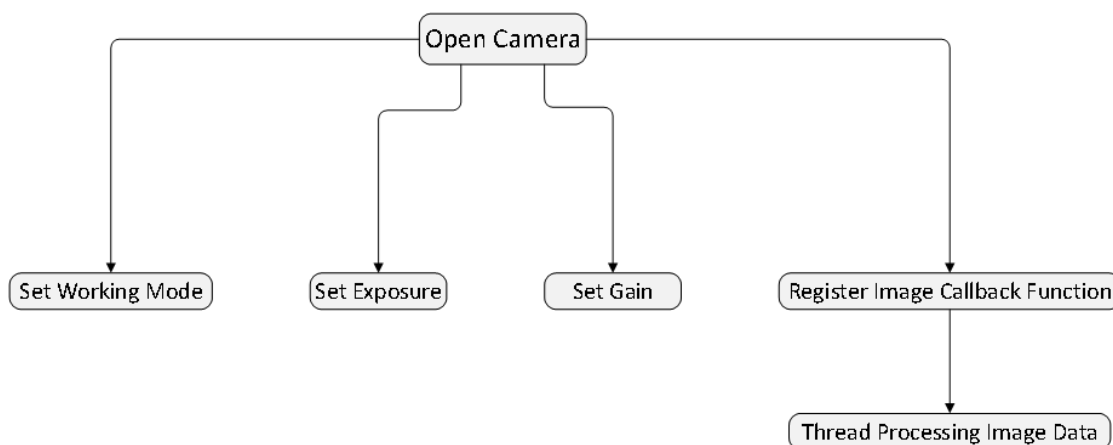 Open Camera
Set Working Mode
Set Exposure
Set Gain
Register Image Callback Function
Thread Processing Image Data